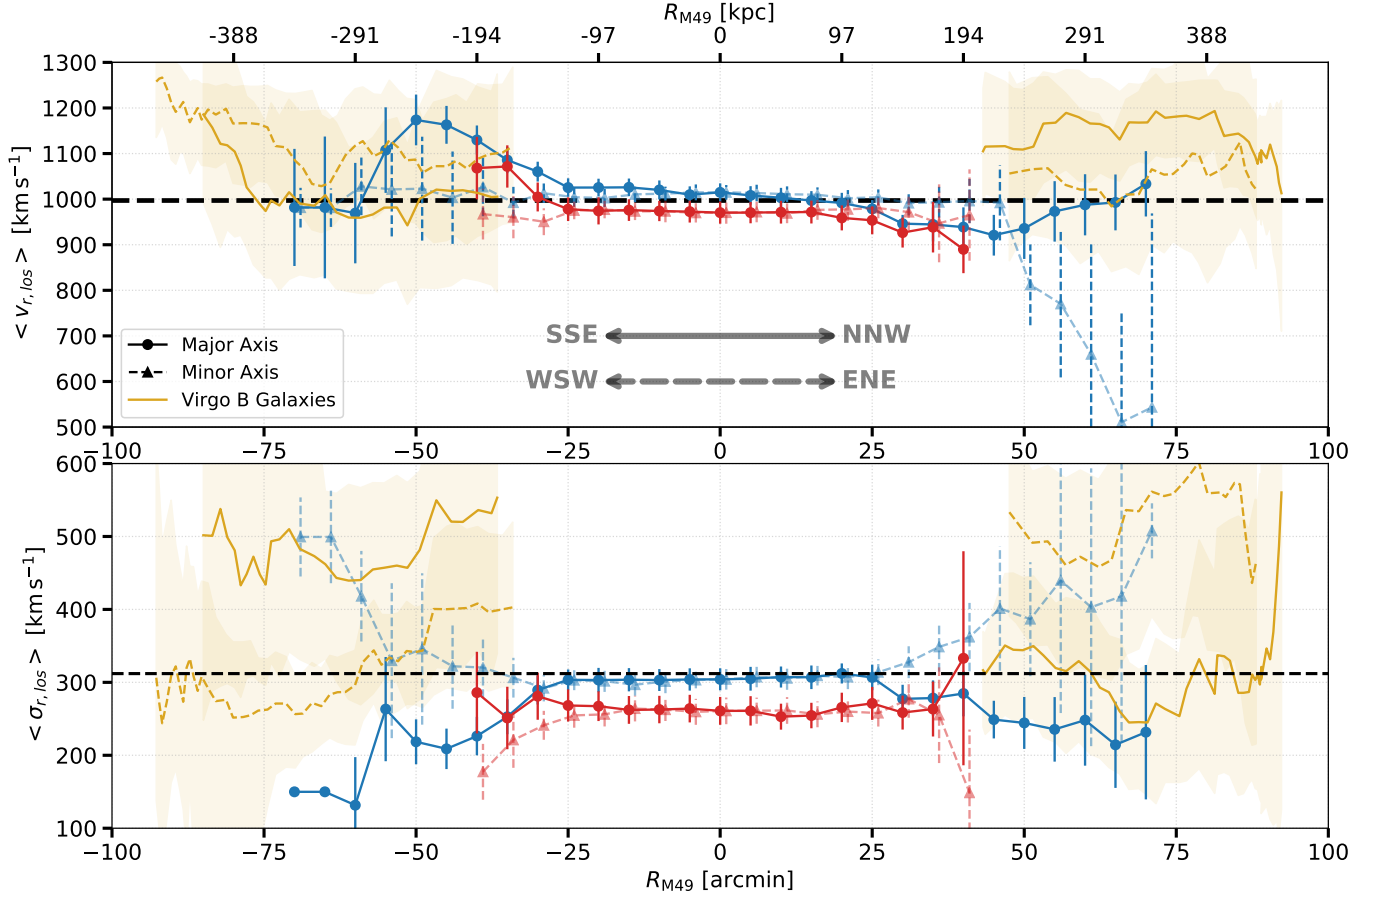 R_M49 [kpc]
-388 -291 -194 -97 0 97 194 291 388
1300
1200
1100
1000
900
800
700
600
500
< v_r,los > [km s⁻¹]
SSE NNW
WSW ENE
Major Axis
Minor Axis
Virgo B Galaxies
−100 −75 −50 −25 0 25 50 75 100
600
500
400
300
200
100
< σ_r,los > [km s⁻¹]
−100 −75 −50 −25 0 25 50 75 100
R_M49 [arcmin]